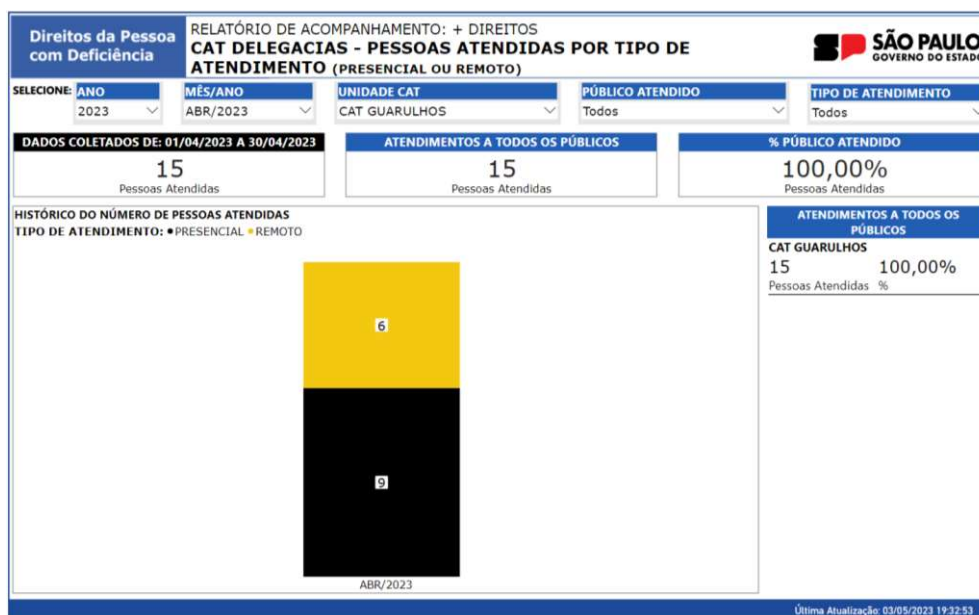 Direitos da Pessoa
com Deficiência
RELATÓRIO DE ACOMPANHAMENTO: + DIREITOS
CAT DELEGACIAS - PESSOAS ATENDIDAS POR TIPO DE
ATENDIMENTO (PRESENCIAL OU REMOTO)
SÃO PAULO
GOVERNO DO ESTADO
SELECIONE: ANO
2023
MÊS/ANO
ABR/2023
UNIDADE CAT
CAT GUARULHOS
PÚBLICO ATENDIDO
Todos
TIPO DE ATENDIMENTO
Todos
DADOS COLETADOS DE: 01/04/2023 A 30/04/2023
15
Pessoas Atendidas
ATENDIMENTOS A TODOS OS PÚBLICOS
15
Pessoas Atendidas
% PÚBLICO ATENDIDO
100,00%
Pessoas Atendidas
HISTÓRICO DO NÚMERO DE PESSOAS ATENDIDAS
TIPO DE ATENDIMENTO: ●PRESENCIAL ●REMOTO
6
9
ABR/2023
ATENDIMENTOS A TODOS OS
PÚBLICOS
CAT GUARULHOS
15 100,00%
Pessoas Atendidas %
Última Atualização: 03/05/2023 19:32:53